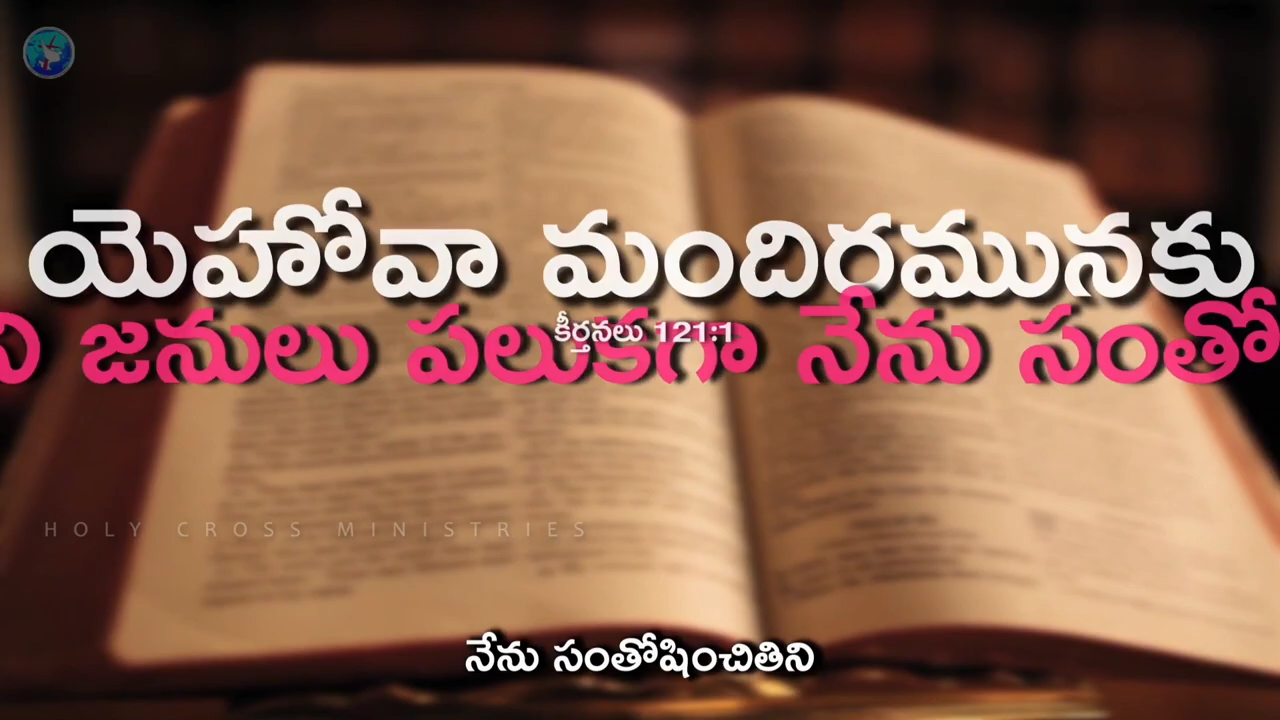 యెహోవా మందిరమునకు
ని జనులు పలుకగా నేను సంతో
కీర్తనలు 121:1
HOLY CROSS MINISTRIES
నేను సంతోషించితిని